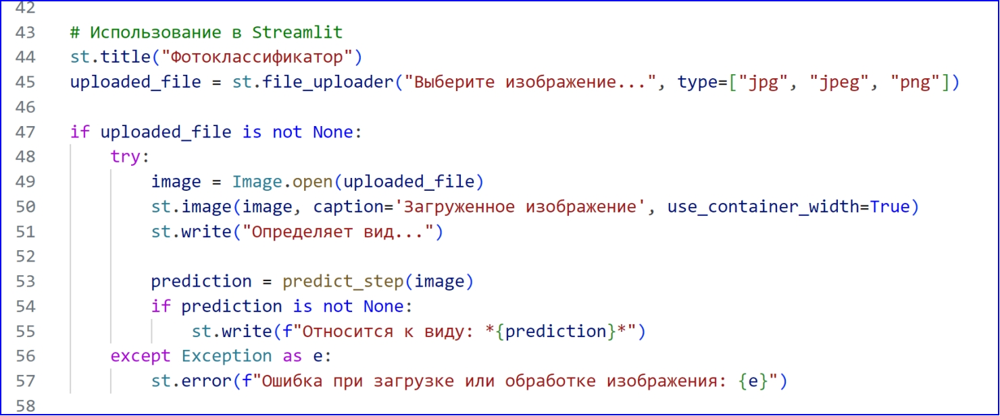 42
43 # Использование в Streamlit
44 st.title("Фотоклассификатор")
45 uploaded_file = st.file_uploader("Выберите изображение...", type=["jpg", "jpeg", "png"])
46
47 if uploaded_file is not None:
48     try:
49         image = Image.open(uploaded_file)
50         st.image(image, caption='Загруженное изображение', use_container_width=True)
51         st.write("Определяет вид...")
52
53         prediction = predict_step(image)
54         if prediction is not None:
55             st.write(f"Относится к виду: *{prediction}*")
56     except Exception as e:
57         st.error(f"Ошибка при загрузке или обработке изображения: {e}")
58